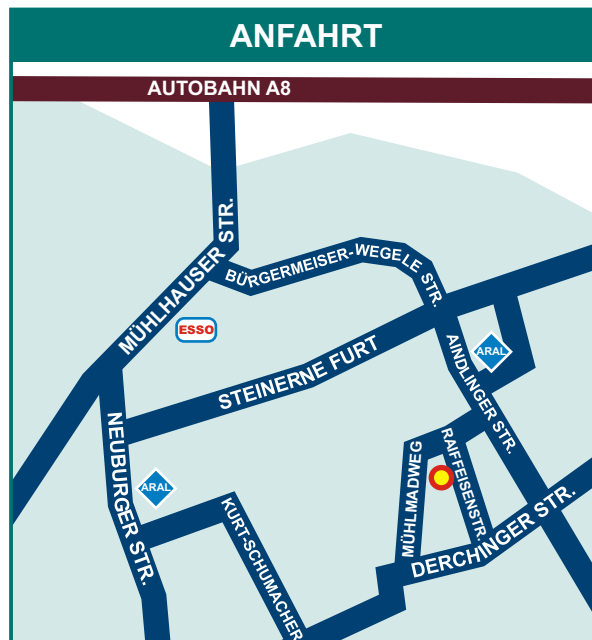 ANFAHRT
AUTOBAHN A8
MÜHLHAUSER STR.
BÜRGERMEISER-WEGELE STR.
ESSO
STEINERNE FURT
ARAL
AINDLINGER STR.
NEUBURGER STR.
ARAL
KURT-SCHUMACHER
MÜHLMADWEG
RAIFFEISENSTR.
DERCHINGER STR.